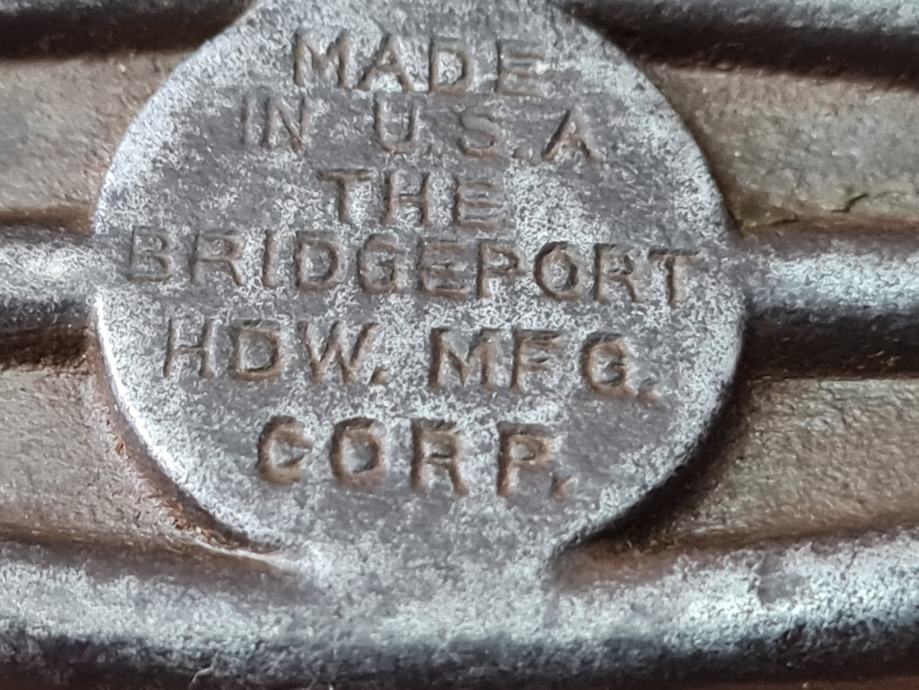 MADE
IN U.S.A
THE
BRIDGEPORT
HDW. MFG.
CORP.